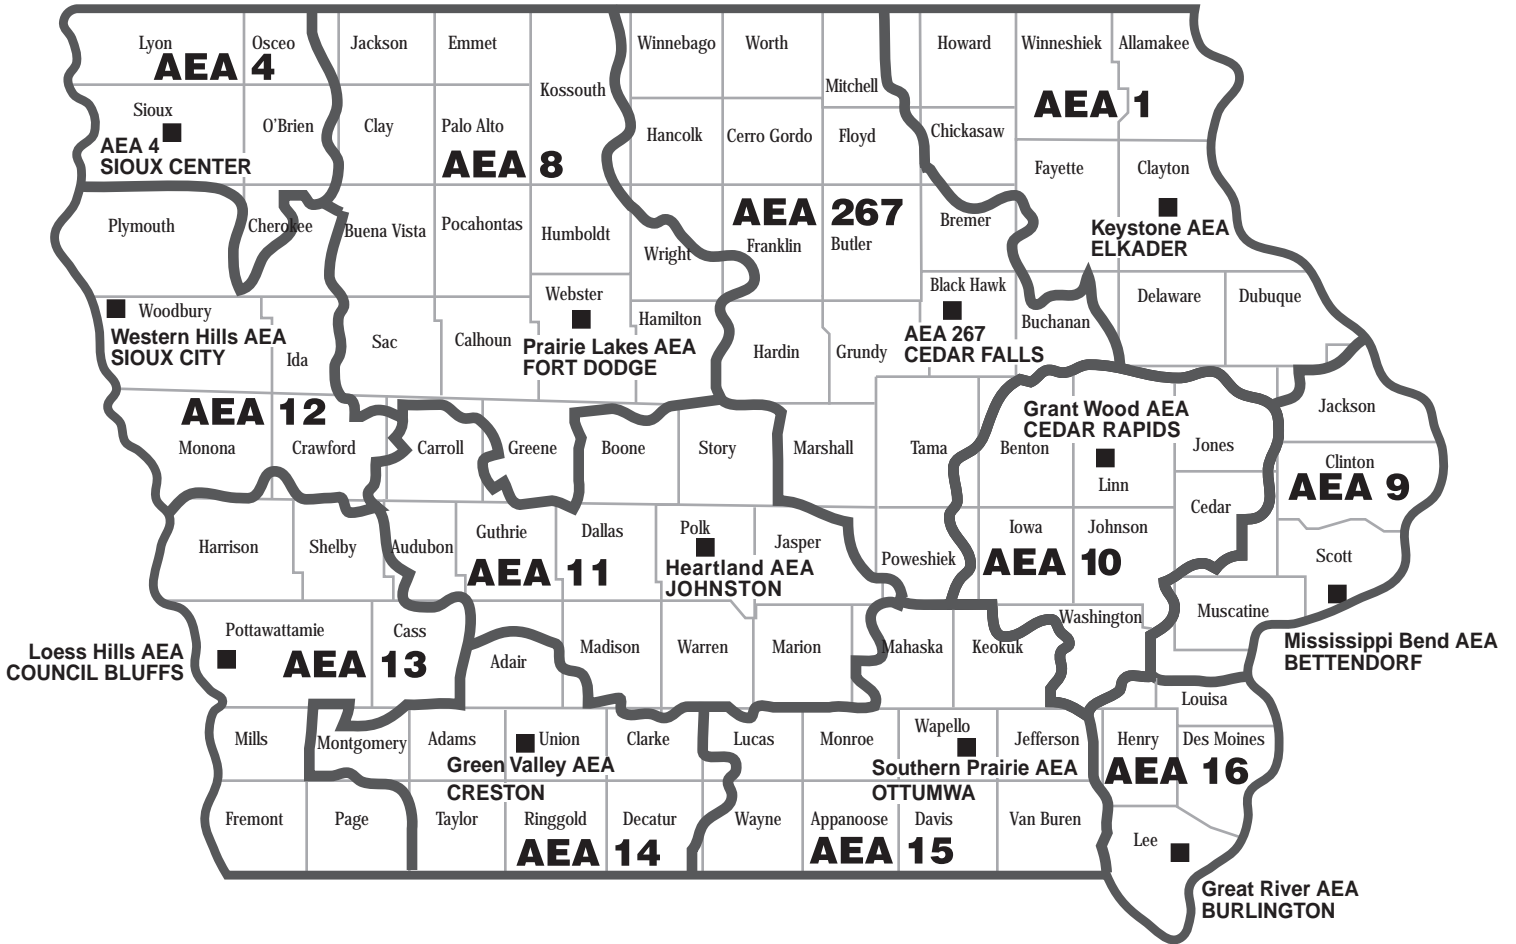 Lyon
Osceo
Jackson
Emmet
Winnebago
Worth
Howard
Winneshiek
Allamakee
AEA 4
Kossouth
Mitchell
AEA 1
Sioux
O'Brien
Clay
Palo Alto
Hancolk
Cerro Gordo
Floyd
Chickasaw
AEA 4
SIOUX CENTER
AEA 8
Fayette
Clayton
Plymouth
Cherokee
Buena Vista
Pocahontas
Humboldt
Wright
AEA 267
Franklin
Butler
Bremer
Keystone AEA
ELKADER
Woodbury
Western Hills AEA
SIOUX CITY
Ida
Sac
Calhoun
Webster
Prairie Lakes AEA
FORT DODGE
Hamilton
Hardin
Grundy
Black Hawk
AEA 267
CEDAR FALLS
Buchanan
Delaware
Dubuque
AEA 12
Monona
Crawford
Carroll
Greene
Boone
Story
Marshall
Tama
Benton
Grant Wood AEA
CEDAR RAPIDS
Linn
Jones
Jackson
Clinton
AEA 9
Cedar
Harrison
Shelby
Audubon
Guthrie
Dallas
AEA 11
Polk
Heartland AEA
JOHNSTON
Jasper
Poweshiek
Iowa
Johnson
AEA 10
Scott
Muscatine
Mississippi Bend AEA
BETTENDORF
Loess Hills AEA
COUNCIL BLUFFS
Pottawattamie
Cass
AEA 13
Adair
Madison
Warren
Marion
Mahaska
Keokuk
Washington
Louisa
Mills
Montgomery
Adams
Union
Clarke
Green Valley AEA
CRESTON
Lucas
Monroe
Wapello
Jefferson
Southern Prairie AEA
OTTUMWA
Henry
Des Moines
AEA 16
Fremont
Page
Taylor
Ringgold
Decatur
AEA 14
Wayne
Appanoose
Davis
Van Buren
AEA 15
Lee
Great River AEA
BURLINGTON